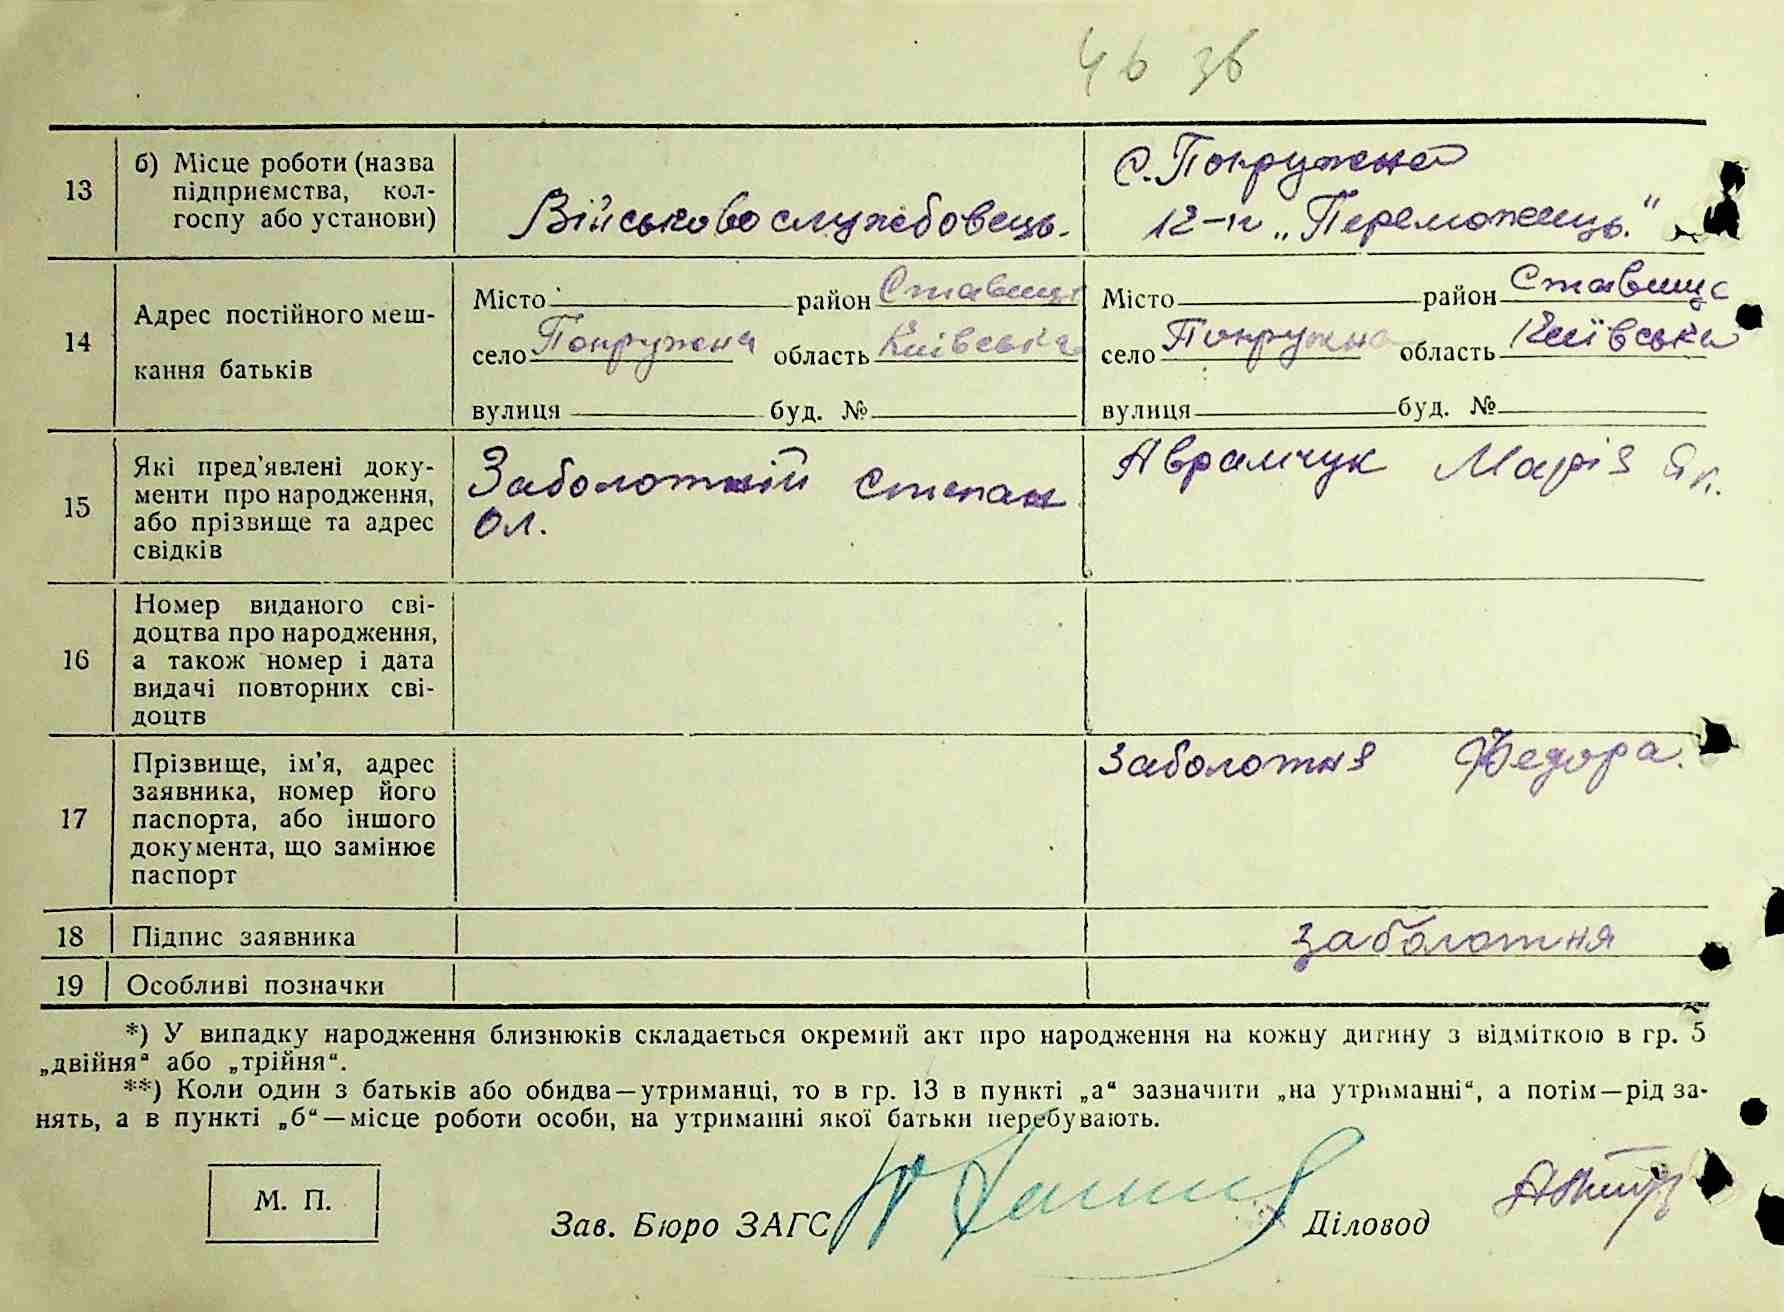 4б зв
13
б) Місце роботи (назва
підприємства, кол-
госпу або установи)
Військовослужбовець.
с. Покружна
12-и „Переможець."
14
Адрес постійного меш-
кання батьків
Місто район Ставище
село Покружна область Київська
вулиця буд. №
Місто район Ставище
село Покружна область Київська
вулиця буд. №
15
Які пред'явлені доку-
менти про народження,
або прізвище та адрес
свідків
Заболотній Степан
Ол.
Аврамчук Марія Як.
16
Номер виданого сві-
доцтва про народження,
а також номер і дата
видачі повторних сві-
доцтв
17
Прізвище, ім'я, адрес
заявника, номер його
паспорта, або іншого
документа, що замінює
паспорт
Заболотня Федора.
18 Підпис заявника
Заболотня
19 Особливі позначки
*) У випадку народження близнюків складається окремий акт про народження на кожну дитину з відміткою в гр. 5
„двійня“ або „трійня“.
**) Коли один з батьків або обидва—утриманці, то в гр. 13 в пункті „а“ зазначити „на утриманні“, а потім—рід за-
нять, а в пункті „б“—місце роботи особи, на утриманні якої батьки перебувають.
М. П.
Зав. Бюро ЗАГС
Діловод